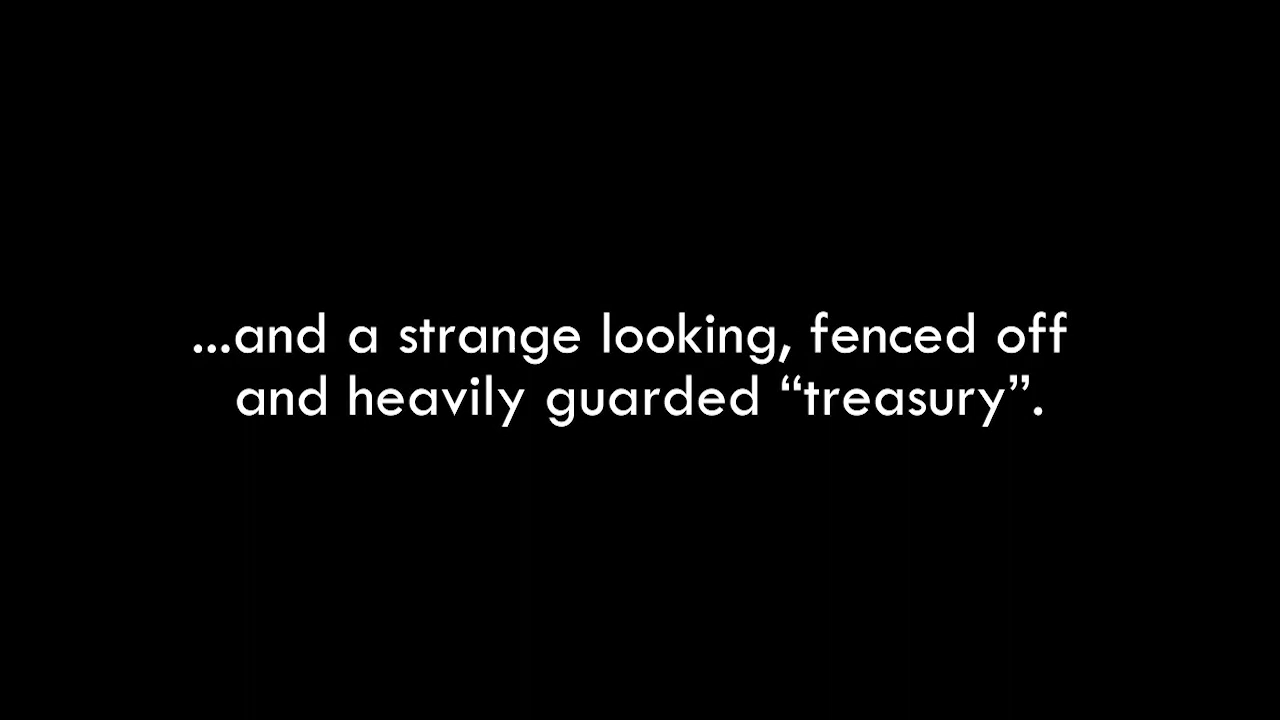 ...and a strange looking, fenced off
and heavily guarded “treasury”.